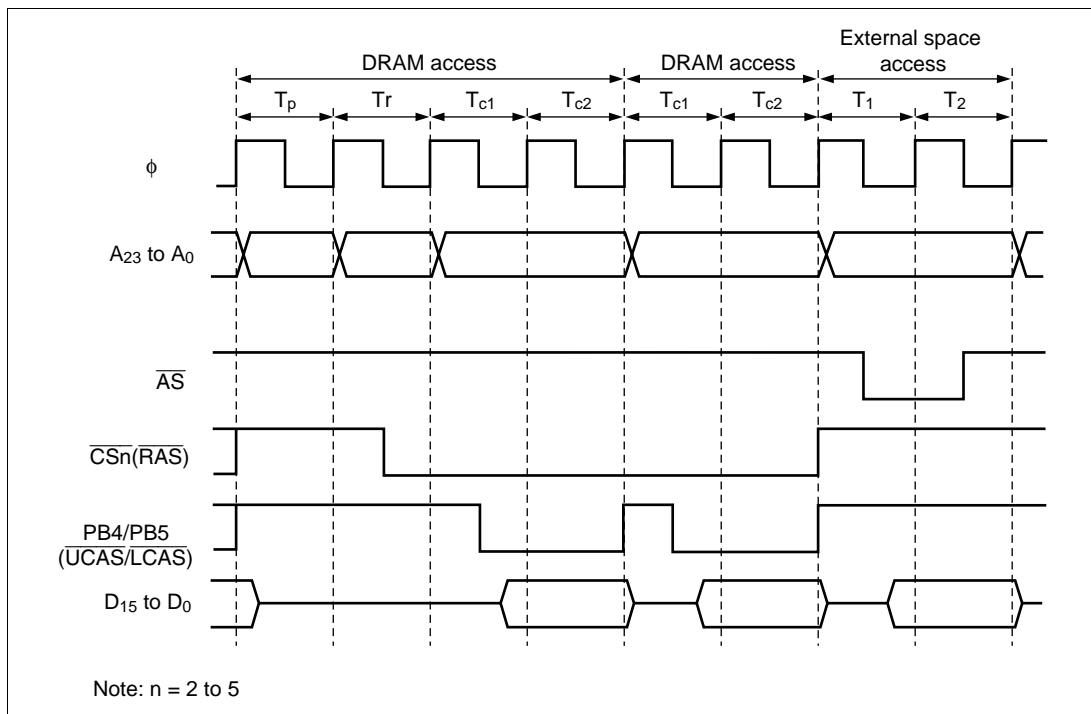 External space
access
DRAM access
DRAM access
Tp
Tr
Tc1
Tc2
Tc1
Tc2
T1
T2
φ
A23 to A0
AS
CSn(RAS)
PB4/PB5
(UCAS/LCAS)
D15 to D0
Note: n = 2 to 5